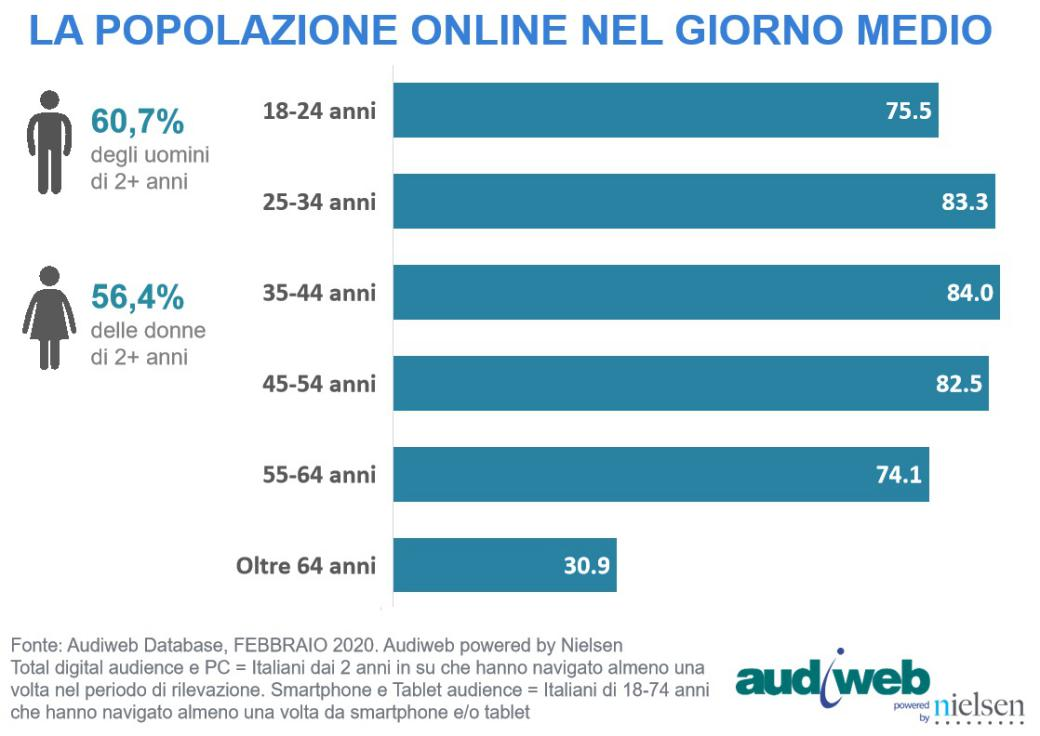 LA POPOLAZIONE ONLINE NEL GIORNO MEDIO
60,7%
degli uomini
di 2+ anni
56,4%
delle donne
di 2+ anni
18-24 anni 75.5
25-34 anni 83.3
35-44 anni 84.0
45-54 anni 82.5
55-64 anni 74.1
Oltre 64 anni 30.9
Fonte: Audiweb Database, FEBBRAIO 2020. Audiweb powered by Nielsen
Total digital audience e PC = Italiani dai 2 anni in su che hanno navigato almeno una
volta nel periodo di rilevazione. Smartphone e Tablet audience = Italiani di 18-74 anni
che hanno navigato almeno una volta da smartphone e/o tablet
audiweb
powered
by nielsen